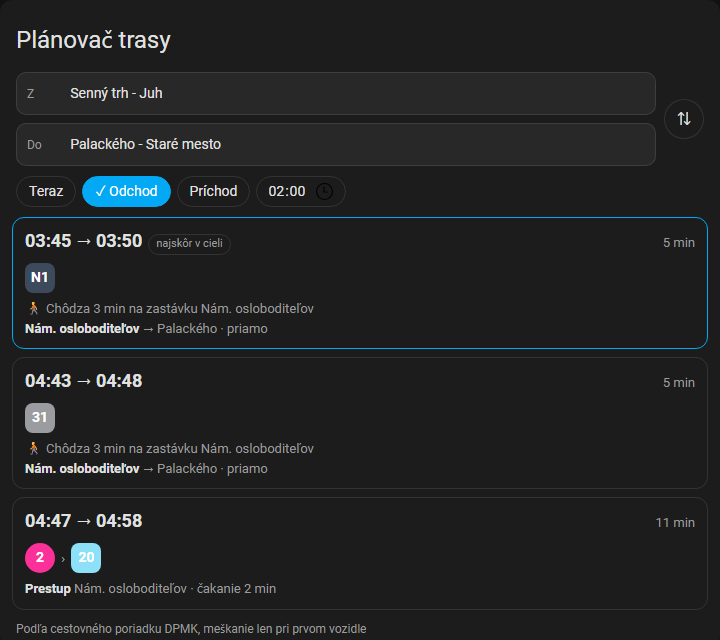 Plánovač trasy
Z Senný trh - Juh
Do Palackého - Staré mesto
Teraz ✓ Odchod Príchod 02:00
03:45 → 03:50 najskôr v cieli 5 min
N1
Chôdza 3 min na zastávku Nám. osloboditeľov
Nám. osloboditeľov → Palackého · priamo
04:43 → 04:48 5 min
31
Chôdza 3 min na zastávku Nám. osloboditeľov
Nám. osloboditeľov → Palackého · priamo
04:47 → 04:58 11 min
2 › 20
Prestup Nám. osloboditeľov · čakanie 2 min
Podľa cestovného poriadku DPMK, meškanie len pri prvom vozidle